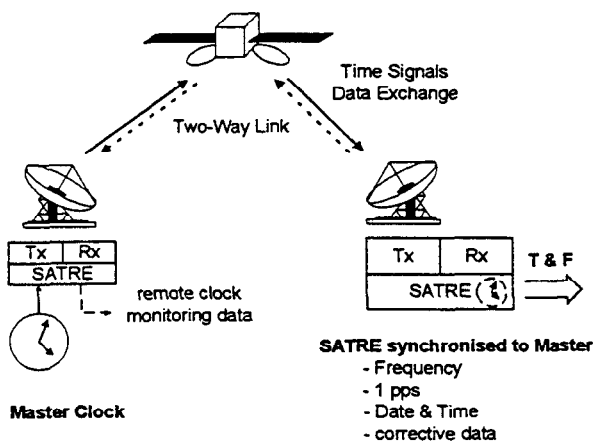 Time Signals
Data Exchange
Two-Way Link
Tx Rx
SATRE
remote clock
monitoring data
Master Clock
Tx Rx
SATRE
T & F
SATRE synchronised to Master
- Frequency
- 1 pps
- Date & Time
- corrective data